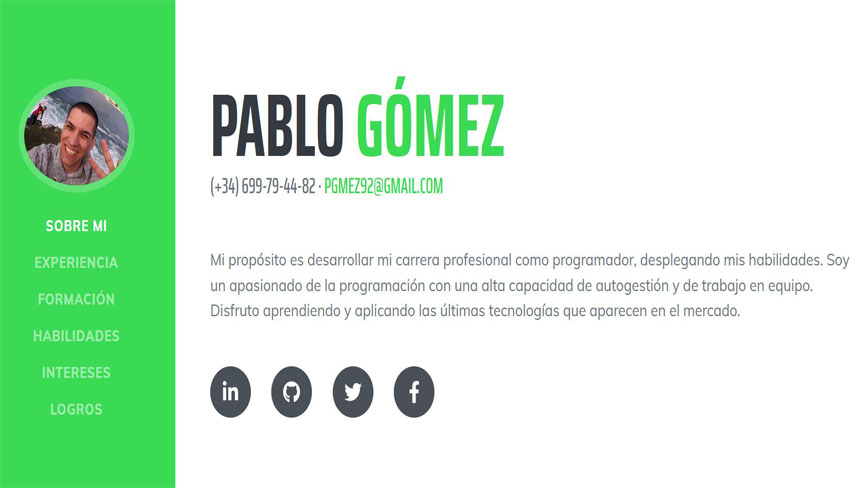 SOBRE MI
EXPERIENCIA
FORMACIÓN
HABILIDADES
INTERESES
LOGROS
PABLO GÓMEZ
(+34) 699-79-44-82 · PGMEZ92@GMAIL.COM
Mi propósito es desarrollar mi carrera profesional como programador, desplegando mis habilidades. Soy
un apasionado de la programación con una alta capacidad de autogestión y de trabajo en equipo.
Disfruto aprendiendo y aplicando las últimas tecnologías que aparecen en el mercado.
in
f